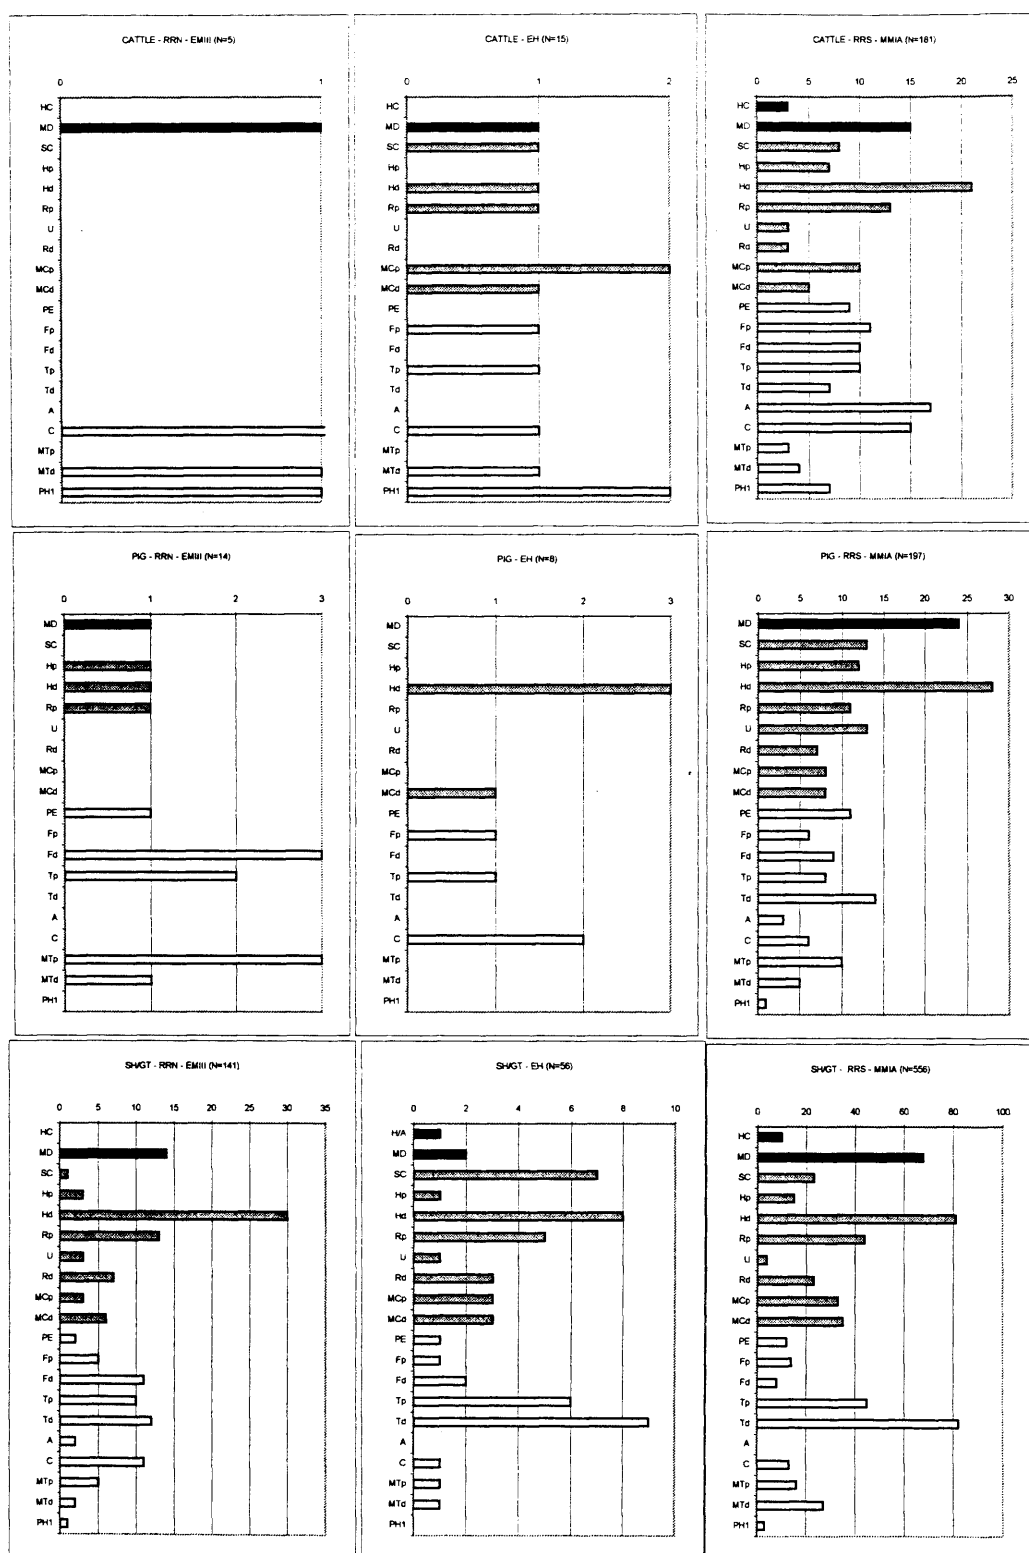 CATTLE - RRN - EMIII (N=5)
0 1
HC
MD
SC
Hp
Hd
Rp
U
Rd
MCp
MCd
PE
Fp
Fd
Tp
Td
A
C
MTp
MTd
PH1
CATTLE - EH (N=15)
0 1 2
HC
MD
SC
Hp
Hd
Rp
U
Rd
MCp
MCd
PE
Fp
Fd
Tp
Td
A
C
MTp
MTd
PH1
CATTLE - RRS - MMIA (N=181)
0 5 10 15 20 25
HC
MD
SC
Hp
Hd
Rp
U
Rd
MCp
MCd
PE
Fp
Fd
Tp
Td
A
C
MTp
MTd
PH1
PIG - RRN - EMIII (N=14)
0 1 2 3
MD
SC
Hp
Hd
Rp
U
Rd
MCp
MCd
PE
Fp
Fd
Tp
Td
A
C
MTp
MTd
PH1
PIG - EH (N=8)
0 1 2 3
MD
SC
Hp
Hd
Rp
U
Rd
MCp
MCd
PE
Fp
Fd
Tp
Td
A
C
MTp
MTd
PH1
PIG - RRS - MMIA (N=197)
0 5 10 15 20 25 30
MD
SC
Hp
Hd
Rp
U
Rd
MCp
MCd
PE
Fp
Fd
Tp
Td
A
C
MTp
MTd
PH1
SH/GT - RRN - EMIII (N=141)
0 5 10 15 20 25 30 35
HC
MD
SC
Hp
Hd
Rp
U
Rd
MCp
MCd
PE
Fp
Fd
Tp
Td
A
C
MTp
MTd
PH1
SH/GT - EH (N=56)
0 2 4 6 8 10
H/A
MD
SC
Hp
Hd
Rp
U
Rd
MCp
MCd
PE
Fp
Fd
Tp
Td
A
C
MTp
MTd
PH1
SH/GT - RRS - MMIA (N=556)
0 20 40 60 80 100
HC
MD
SC
Hp
Hd
Rp
U
Rd
MCp
MCd
PE
Fp
Fd
Tp
Td
A
C
MTp
MTd
PH1